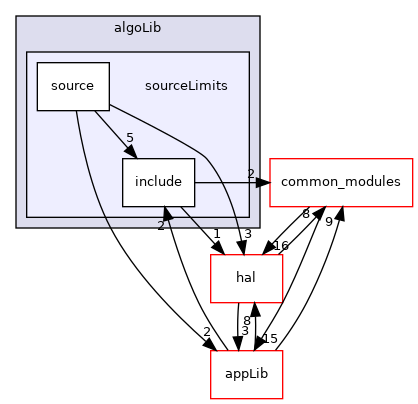 algoLib
source
sourceLimits
5
include
2
common_modules
2
1
3
8
9
16
hal
8
2
3
15
appLib